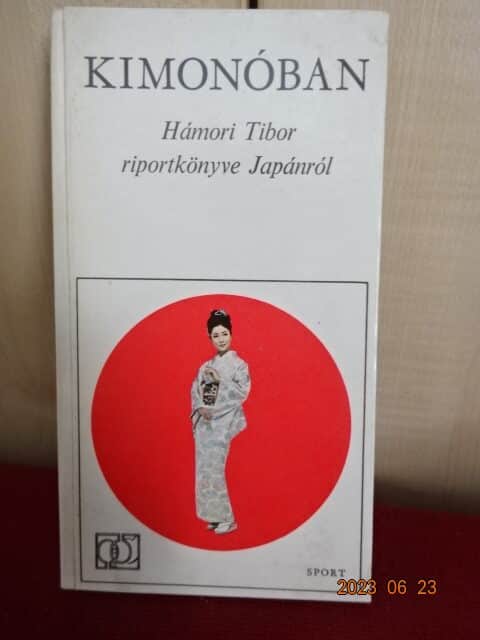 KIMONÓBAN
Hámori Tibor
riportkönyve Japánról
SPORT
2023 06 23